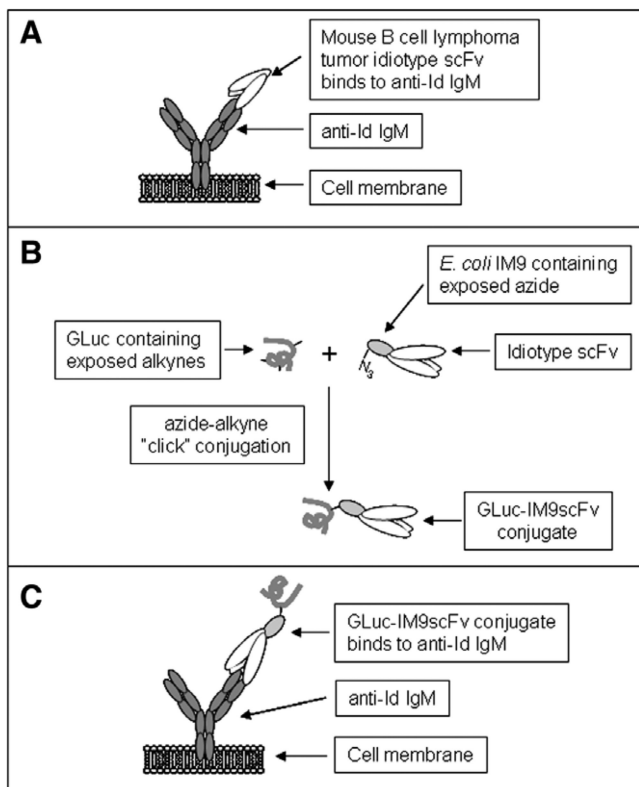 A
Mouse B cell lymphoma
tumor idiotype scFv
binds to anti-Id IgM
anti-Id IgM
Cell membrane
B
E. coli IM9 containing
exposed azide
GLuc containing
exposed alkynes
+
N3
Idiotype scFv
azide-alkyne
"click" conjugation
GLuc-IM9scFv
conjugate
C
GLuc-IM9scFv conjugate
binds to anti-Id IgM
anti-Id IgM
Cell membrane